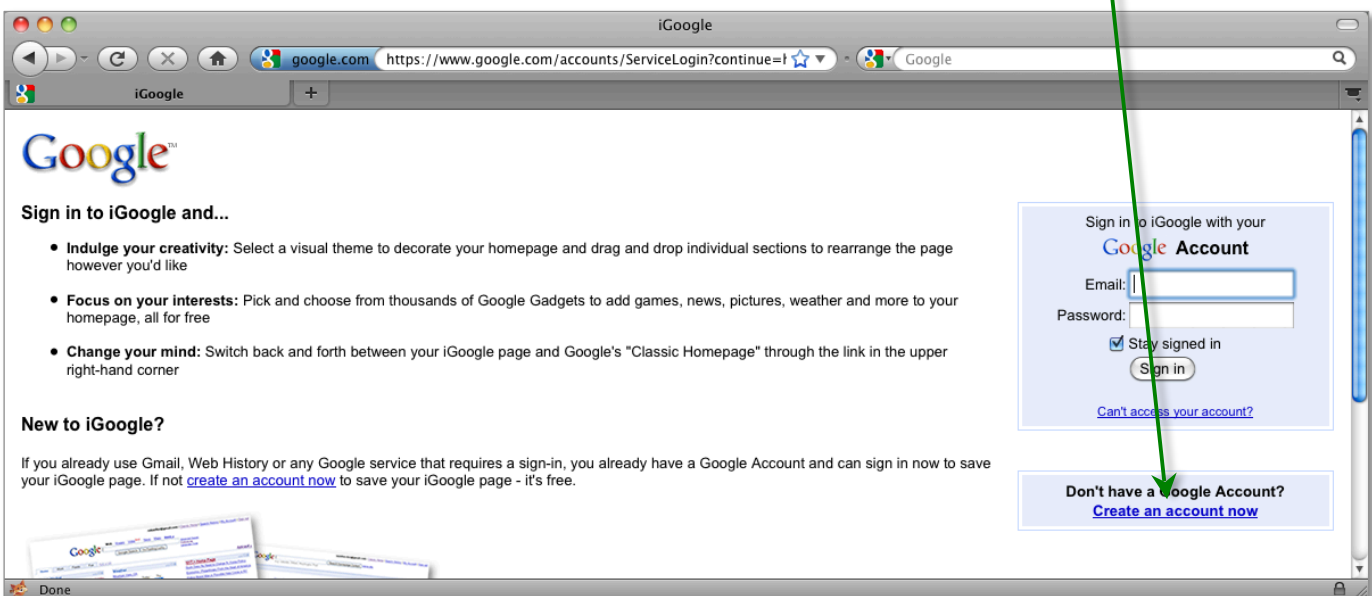 iGoogle
google.com https://www.google.com/accounts/ServiceLogin?continue=h Google
iGoogle +
Google™
Sign in to iGoogle and...
• Indulge your creativity: Select a visual theme to decorate your homepage and drag and drop individual sections to rearrange the page
however you'd like
• Focus on your interests: Pick and choose from thousands of Google Gadgets to add games, news, pictures, weather and more to your
homepage, all for free
• Change your mind: Switch back and forth between your iGoogle page and Google's "Classic Homepage" through the link in the upper
right-hand corner
New to iGoogle?
If you already use Gmail, Web History or any Google service that requires a sign-in, you already have a Google Account and can sign in now to save
your iGoogle page. If not create an account now to save your iGoogle page - it's free.
Google
Google
Sign in to iGoogle with your
Google Account
Email:
Password:
Stay signed in
Sign in
Can't access your account?
Don't have a Google Account?
Create an account now
Done